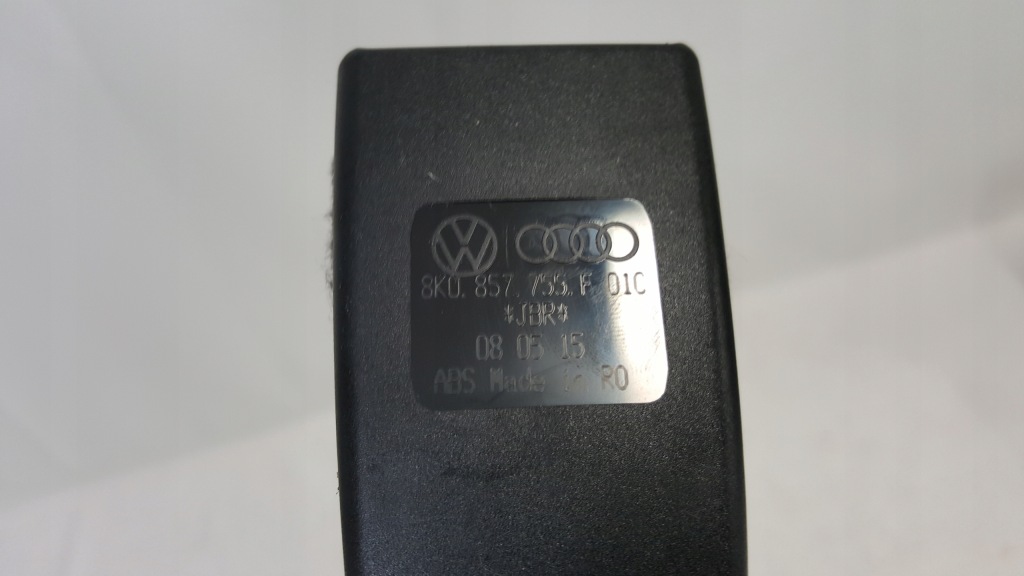 8K0.857.755.F 01C
*JBR*
08 05 15
ABS Made in RO